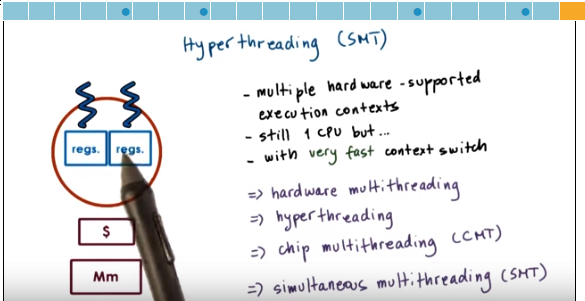 Hyperthreading (SMT)
- multiple hardware-supported
execution contexts
- still 1 CPU but...
- with very fast context switch
regs. regs.
=> hardware multithreading
=> hyperthreading
=> chip multithreading (CMT)
=> simultaneous multithreading (SMT)
$
Mm